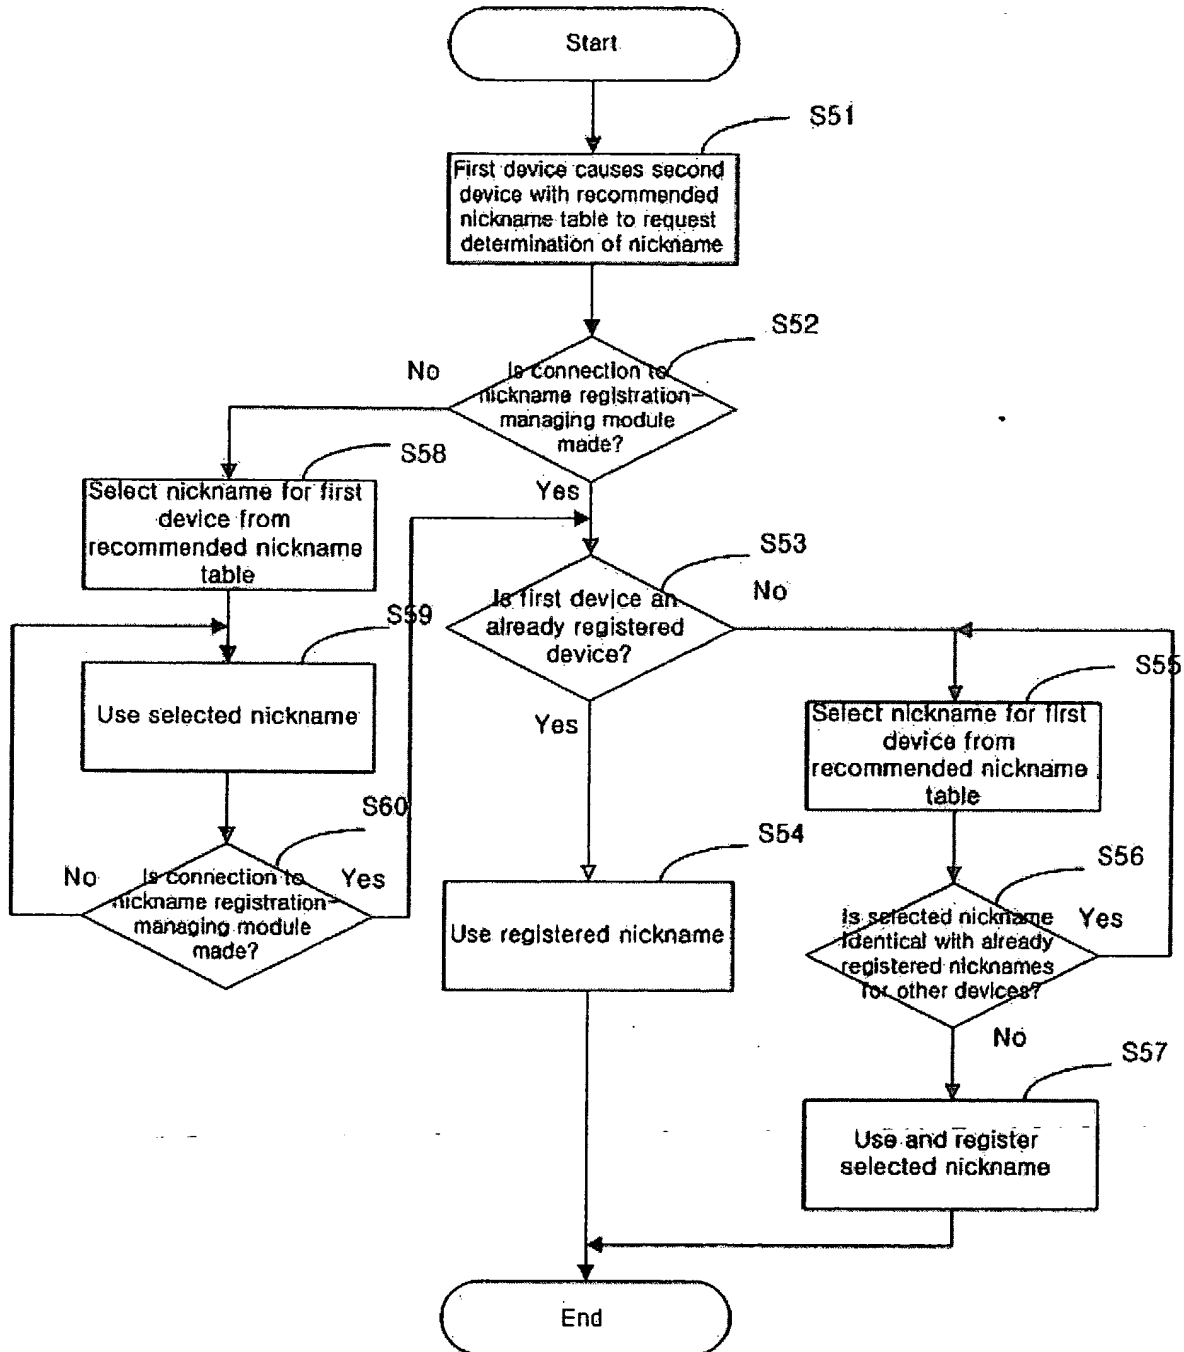 Start
S51
First device causes second
device with recommended
nickname table to request
determination of nickname
S52
No
Is connection to
nickname registration-
managing module
made?
Yes
S58
Select nickname for first
device from
recommended nickname
table
S53
No
Is first device an
already registered
device?
Yes
S59
Use selected nickname
S55
Select nickname for first
device from
recommended nickname
table
S60
No
Is connection to
nickname registration-
managing module
made?
Yes
S54
Use registered nickname
S56
Is selected nickname
identical with already
registered nicknames
for other devices?
Yes
No
S57
Use and register
selected nickname
End